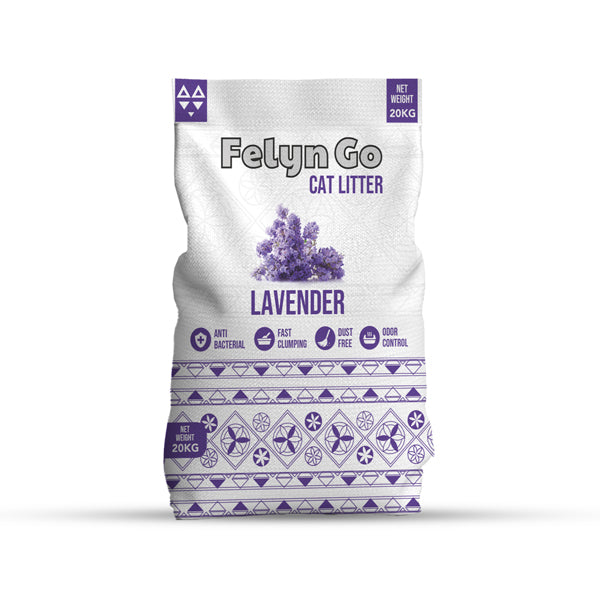 NET
WEIGHT
20KG
Felyn Go
CAT LITTER
LAVENDER
ANTI
BACTERIAL
FAST
CLUMPING
DUST
FREE
ODOR
CONTROL
NET
WEIGHT
20KG